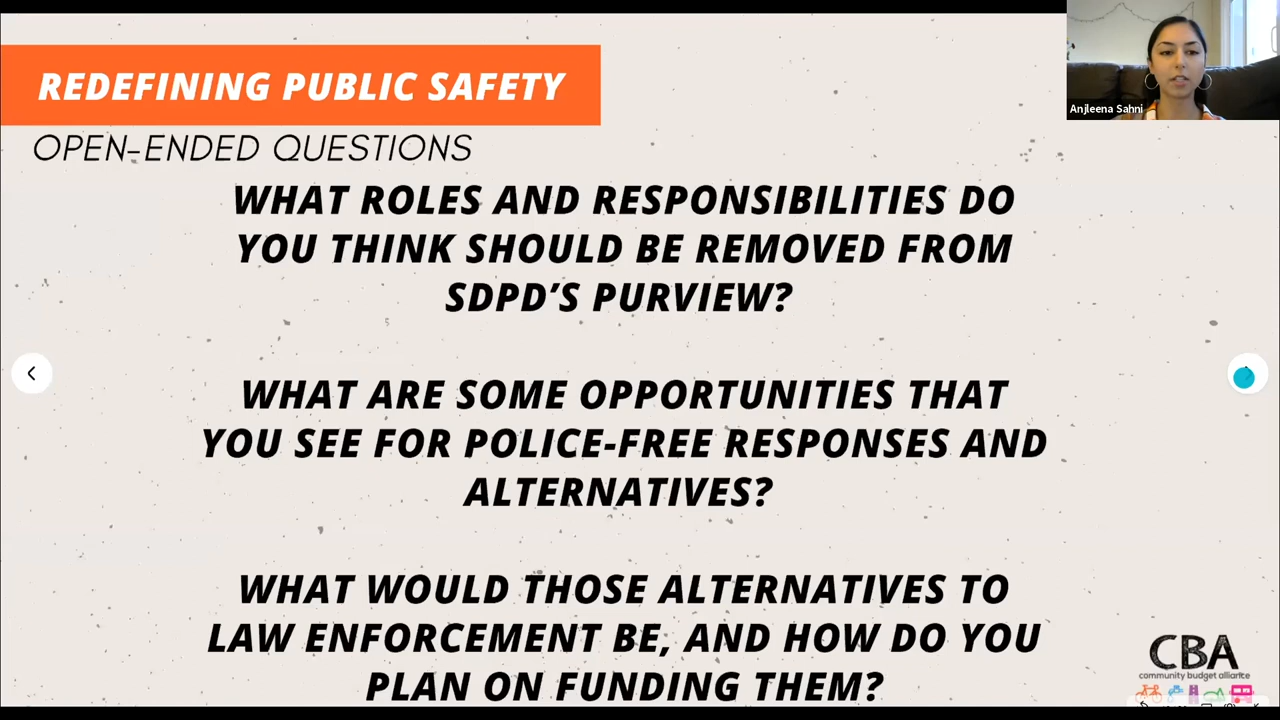 REDEFINING PUBLIC SAFETY
Anjleena Sahni
OPEN-ENDED QUESTIONS
WHAT ROLES AND RESPONSIBILITIES DO
YOU THINK SHOULD BE REMOVED FROM
SDPD'S PURVIEW?
WHAT ARE SOME OPPORTUNITIES THAT
YOU SEE FOR POLICE-FREE RESPONSES AND
ALTERNATIVES?
WHAT WOULD THOSE ALTERNATIVES TO
LAW ENFORCEMENT BE, AND HOW DO YOU
PLAN ON FUNDING THEM?
CBA
community budget alliance